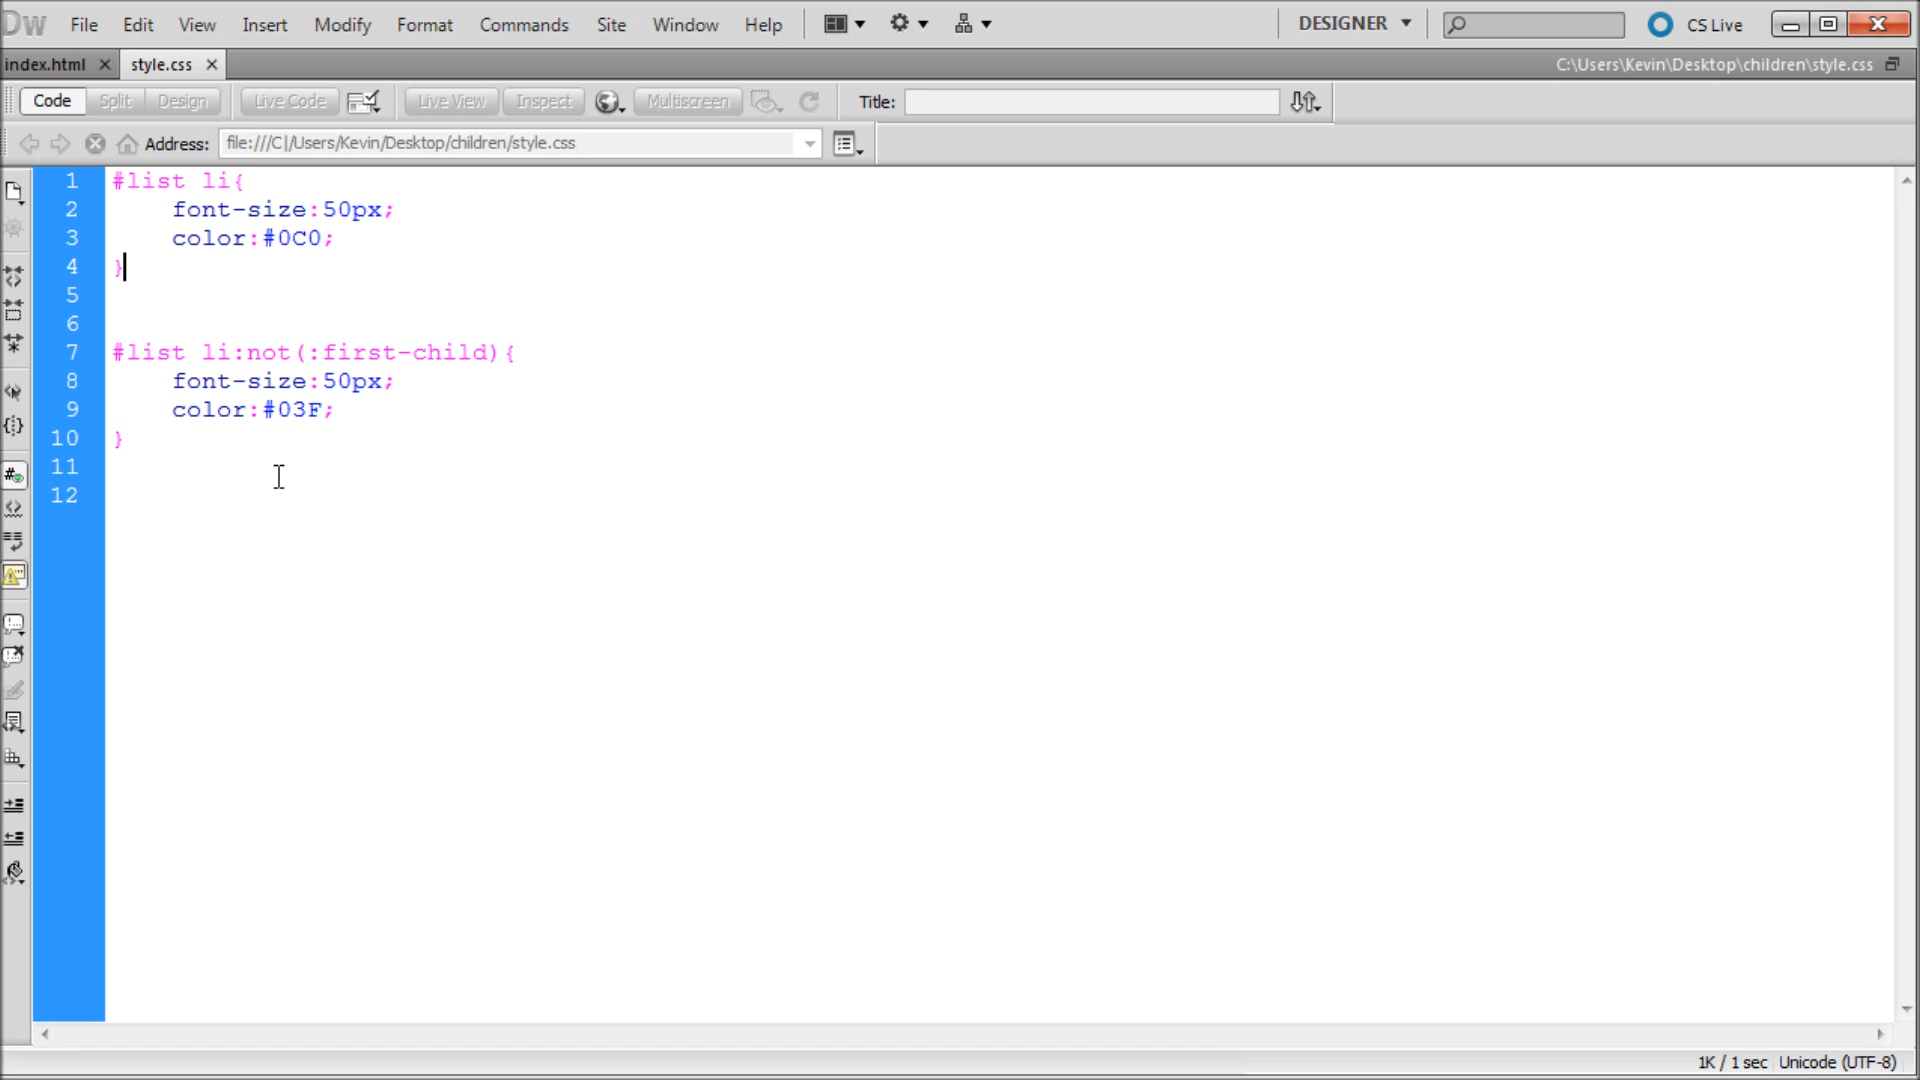 Dw File Edit View Insert Modify Format Commands Site Window Help DESIGNER CS Live
index.html style.css C:\Users\Kevin\Desktop\children\style.css
Code Split Design Live Code Live View Inspect Multiscreen Title:
Address: file:///C|/Users/Kevin/Desktop/children/style.css
1 #list li{
2 font-size:50px;
3 color:#0C0;
4 }
5
6
7 #list li:not(:first-child){
8 font-size:50px;
9 color:#03F;
10 }
11
12
1K / 1 sec Unicode (UTF-8)